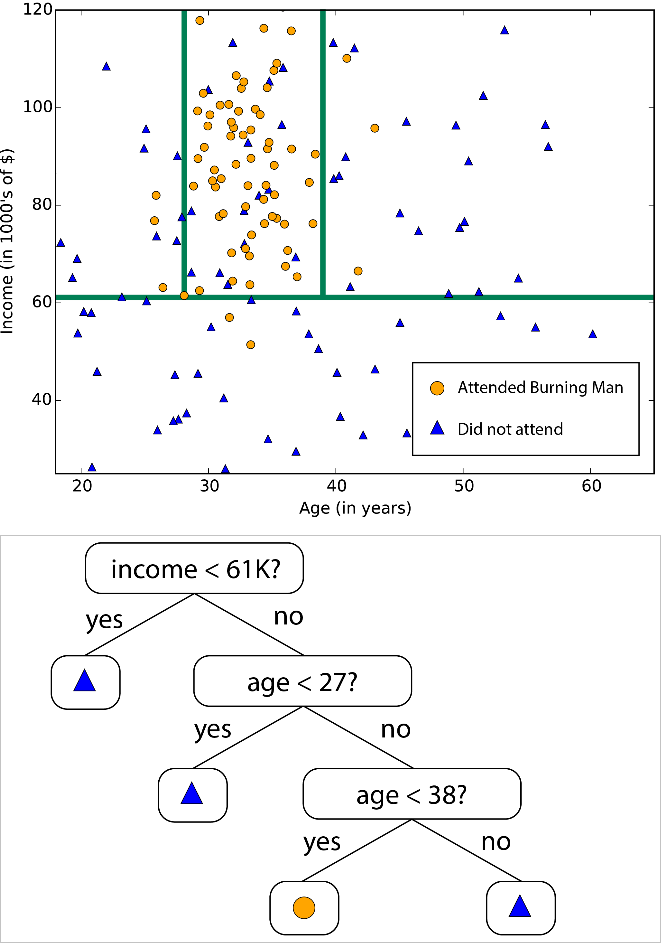 120
100
80
60
40
Income (in 1000's of $)
20
30
40
50
60
Age (in years)
Attended Burning Man
Did not attend
income < 61K?
yes
no
age < 27?
yes
no
age < 38?
yes
no